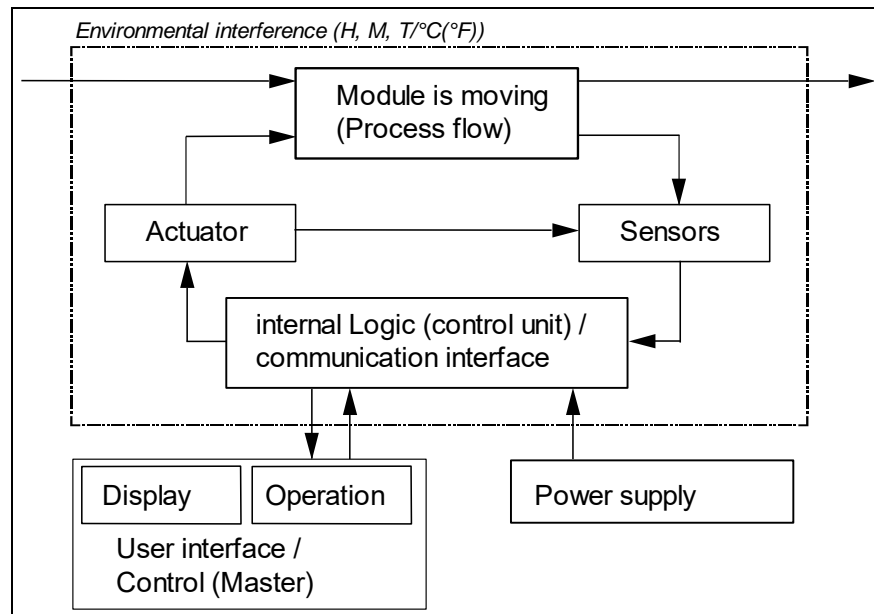 Environmental interference (H, M, T/°C(°F))
Module is moving
(Process flow)
Actuator
Sensors
internal Logic (control unit) /
communication interface
Display
Operation
Power supply
User interface /
Control (Master)